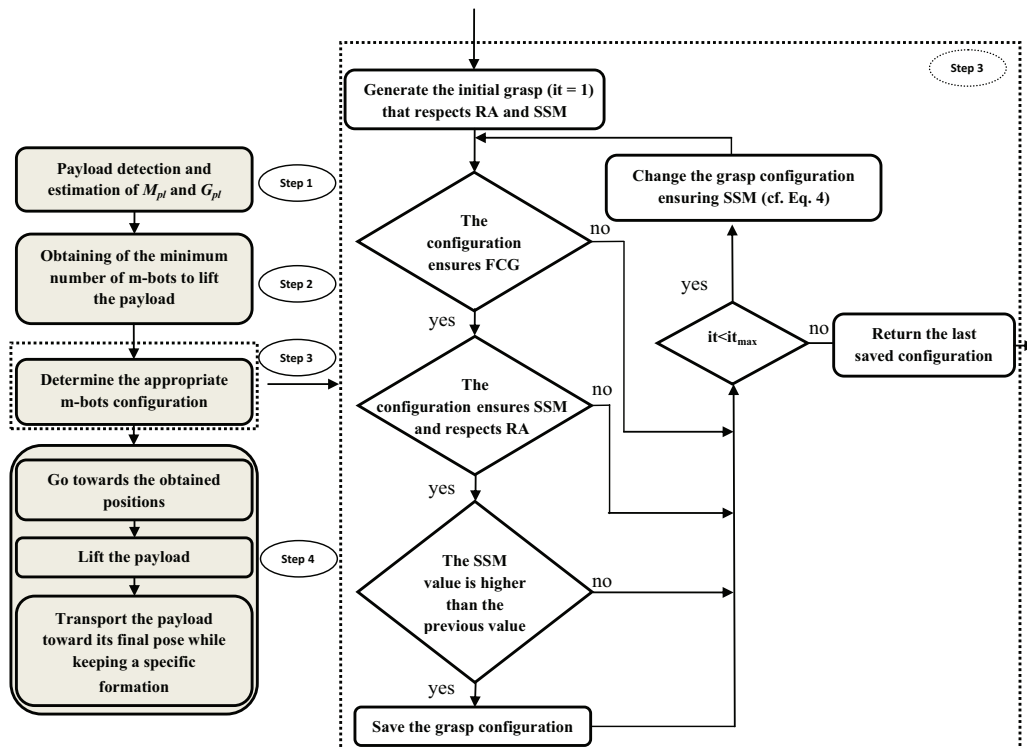 Payload detection and
estimation of Mpl and Gpl
Step 1
Obtaining of the minimum
number of m-bots to lift
the payload
Step 2
Determine the appropriate
m-bots configuration
Step 3
Go towards the obtained
positions
Lift the payload
Step 4
Transport the payload
toward its final pose while
keeping a specific
formation
Step 3
Generate the initial grasp (it = 1)
that respects RA and SSM
Change the grasp configuration
ensuring SSM (cf. Eq. 4)
The
configuration
ensures FCG
no
yes
yes
it<itmax
no
Return the last
saved configuration
The
configuration ensures SSM
and respects RA
no
yes
The SSM
value is higher
than the
previous value
no
yes
Save the grasp configuration